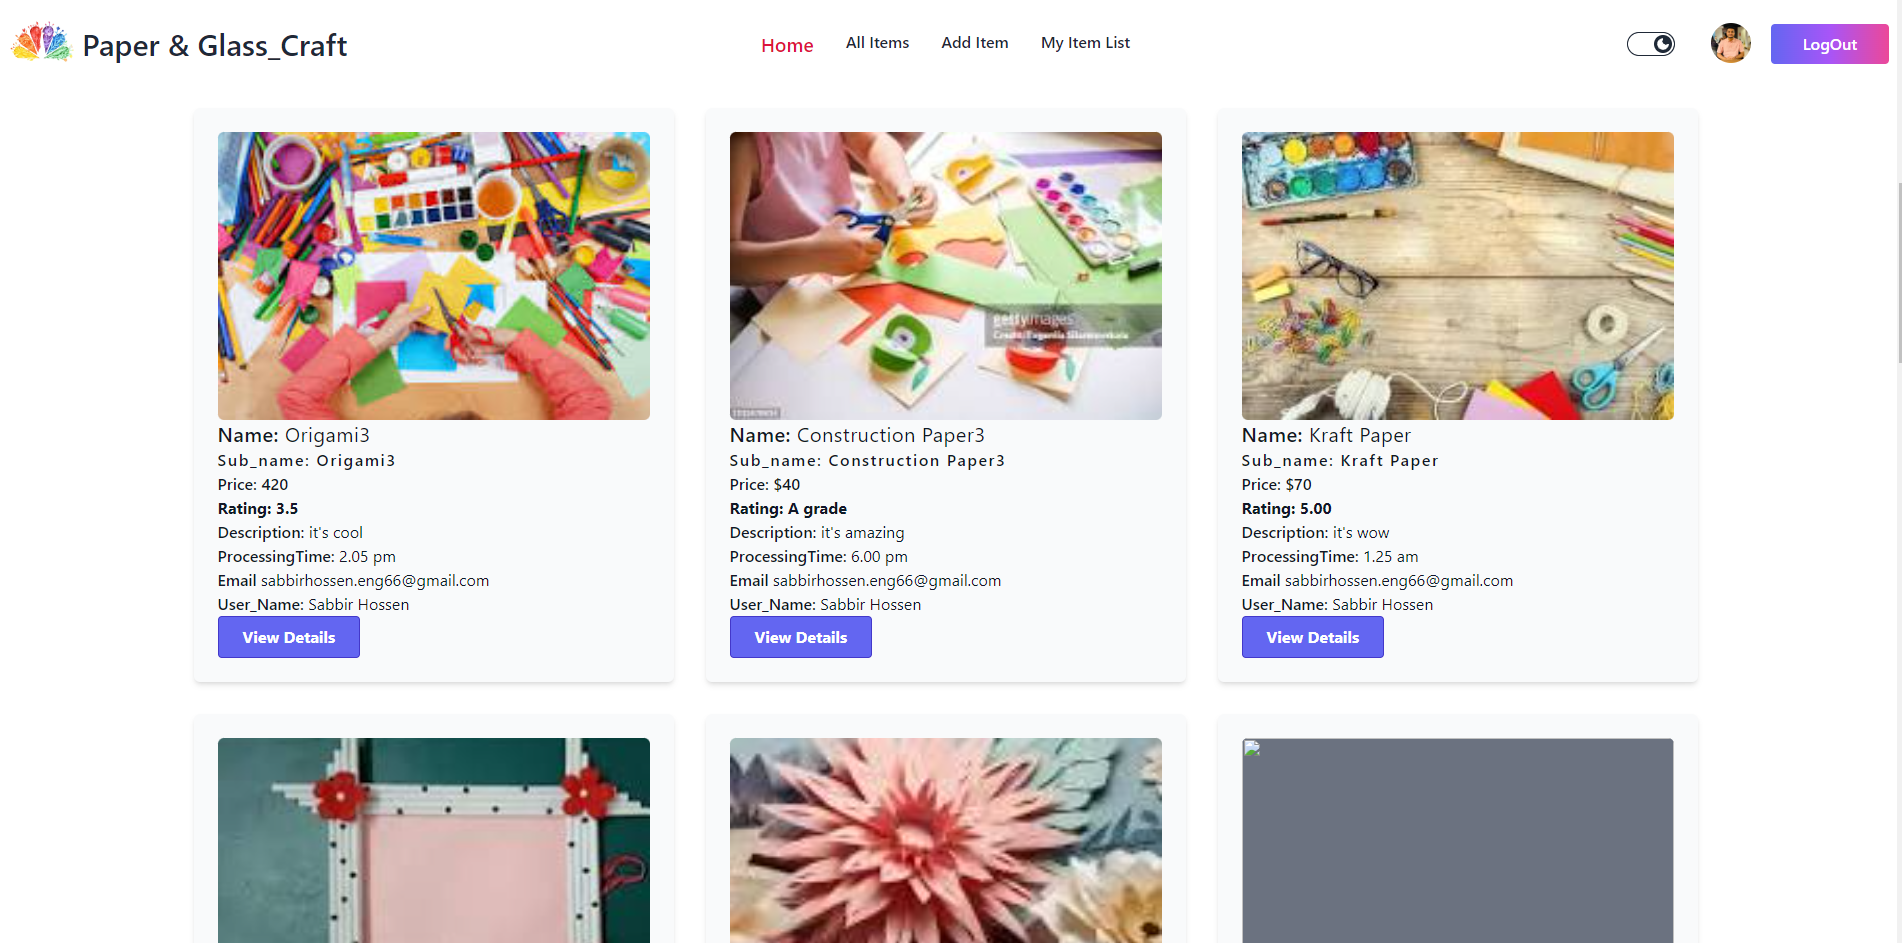 Paper & Glass_Craft
Home
All Items
Add Item
My Item List
LogOut
gettyimages
Name: Origami3
Sub_name: Origami3
Price: 420
Rating: 3.5
Description: it's cool
ProcessingTime: 2.05 pm
Email sabbirhossen.eng66@gmail.com
User_Name: Sabbir Hossen
View Details
Name: Construction Paper3
Sub_name: Construction Paper3
Price: $40
Rating: A grade
Description: it's amazing
ProcessingTime: 6.00 pm
Email sabbirhossen.eng66@gmail.com
User_Name: Sabbir Hossen
View Details
Name: Kraft Paper
Sub_name: Kraft Paper
Price: $70
Rating: 5.00
Description: it's wow
ProcessingTime: 1.25 am
Email sabbirhossen.eng66@gmail.com
User_Name: Sabbir Hossen
View Details